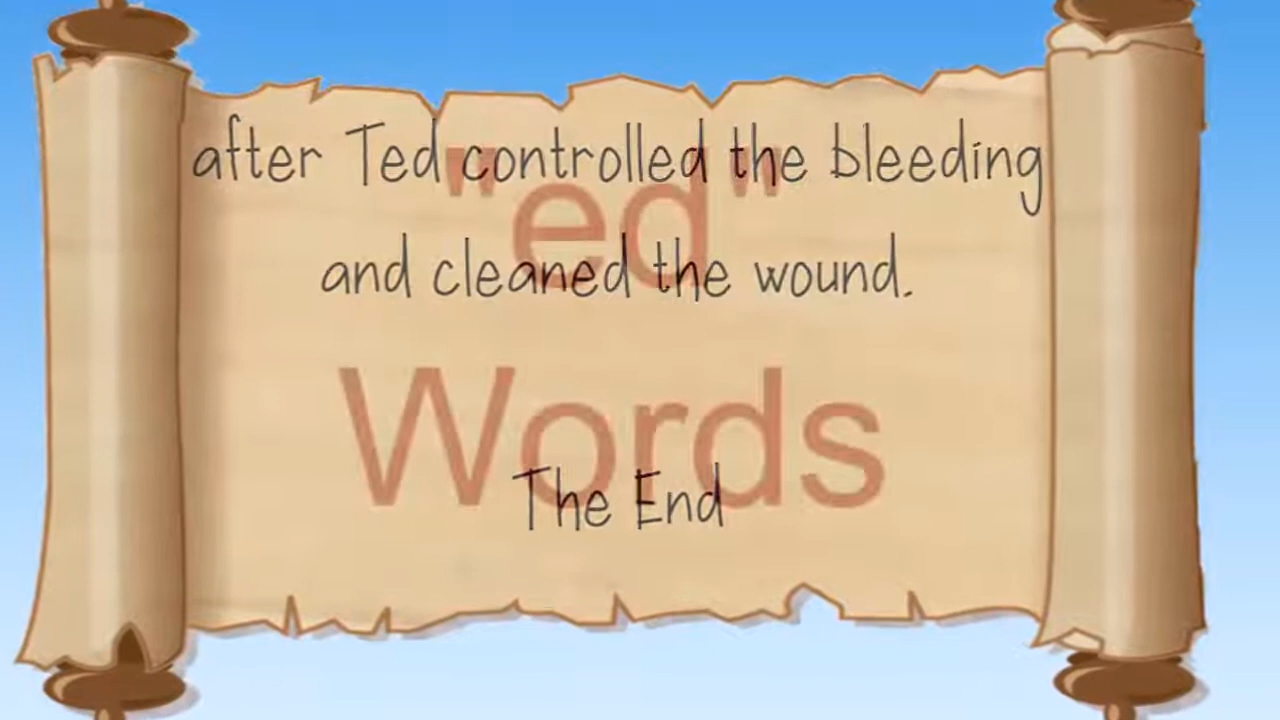 after Ted controlled the bleeding
"ed"
and cleaned the wound.
Words
The End